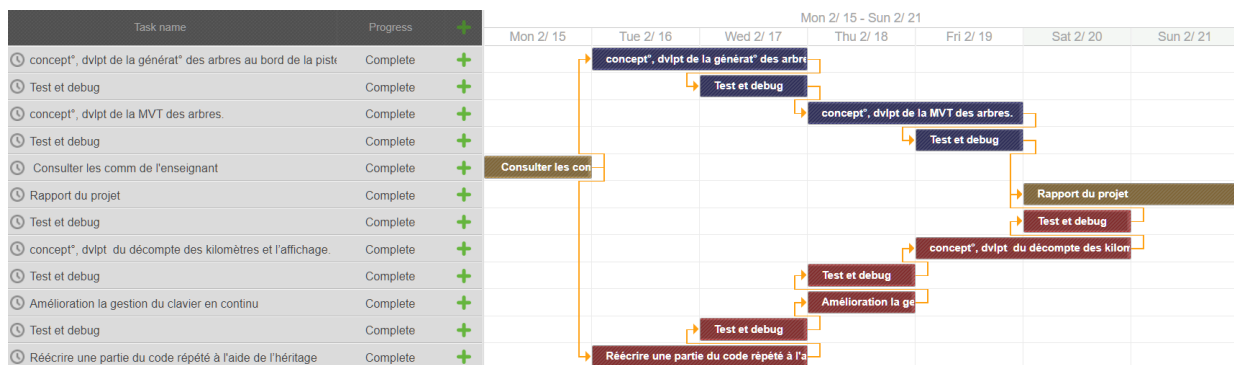 Mon 2/ 15 - Sun 2/ 21
Task name Progress Mon 2/ 15 Tue 2/ 16 Wed 2/ 17 Thu 2/ 18 Fri 2/ 19 Sat 2/ 20 Sun 2/ 21
concept°, dvlpt de la générat° des arbres au bord de la piste Complete concept°, dvlpt de la générat° des arbre
Test et debug Complete Test et debug
concept°, dvlpt de la MVT des arbres. Complete concept°, dvlpt de la MVT des arbres.
Test et debug Complete Test et debug
Consulter les comm de l'enseignant Complete Consulter les con
Rapport du projet Complete Rapport du projet
Test et debug Complete Test et debug
concept°, dvlpt du décompte des kilomètres et l'affichage. Complete concept°, dvlpt du décompte des kilon
Test et debug Complete Test et debug
Amélioration la gestion du clavier en continu Complete Amélioration la ge
Test et debug Complete Test et debug
Réécrire une partie du code répété à l'aide de l'héritage Complete Réécrire une partie du code répété à l'a